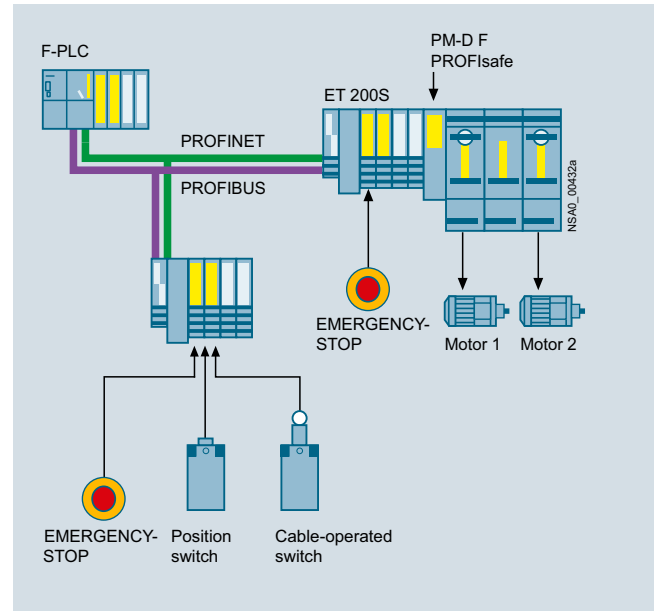 F-PLC
PM-D F
PROFIsafe
ET 200S
PROFINET
PROFIBUS
NSA0_00432a
EMERGENCY-
STOP
Motor 1
Motor 2
EMERGENCY-
STOP
Position
switch
Cable-operated
switch